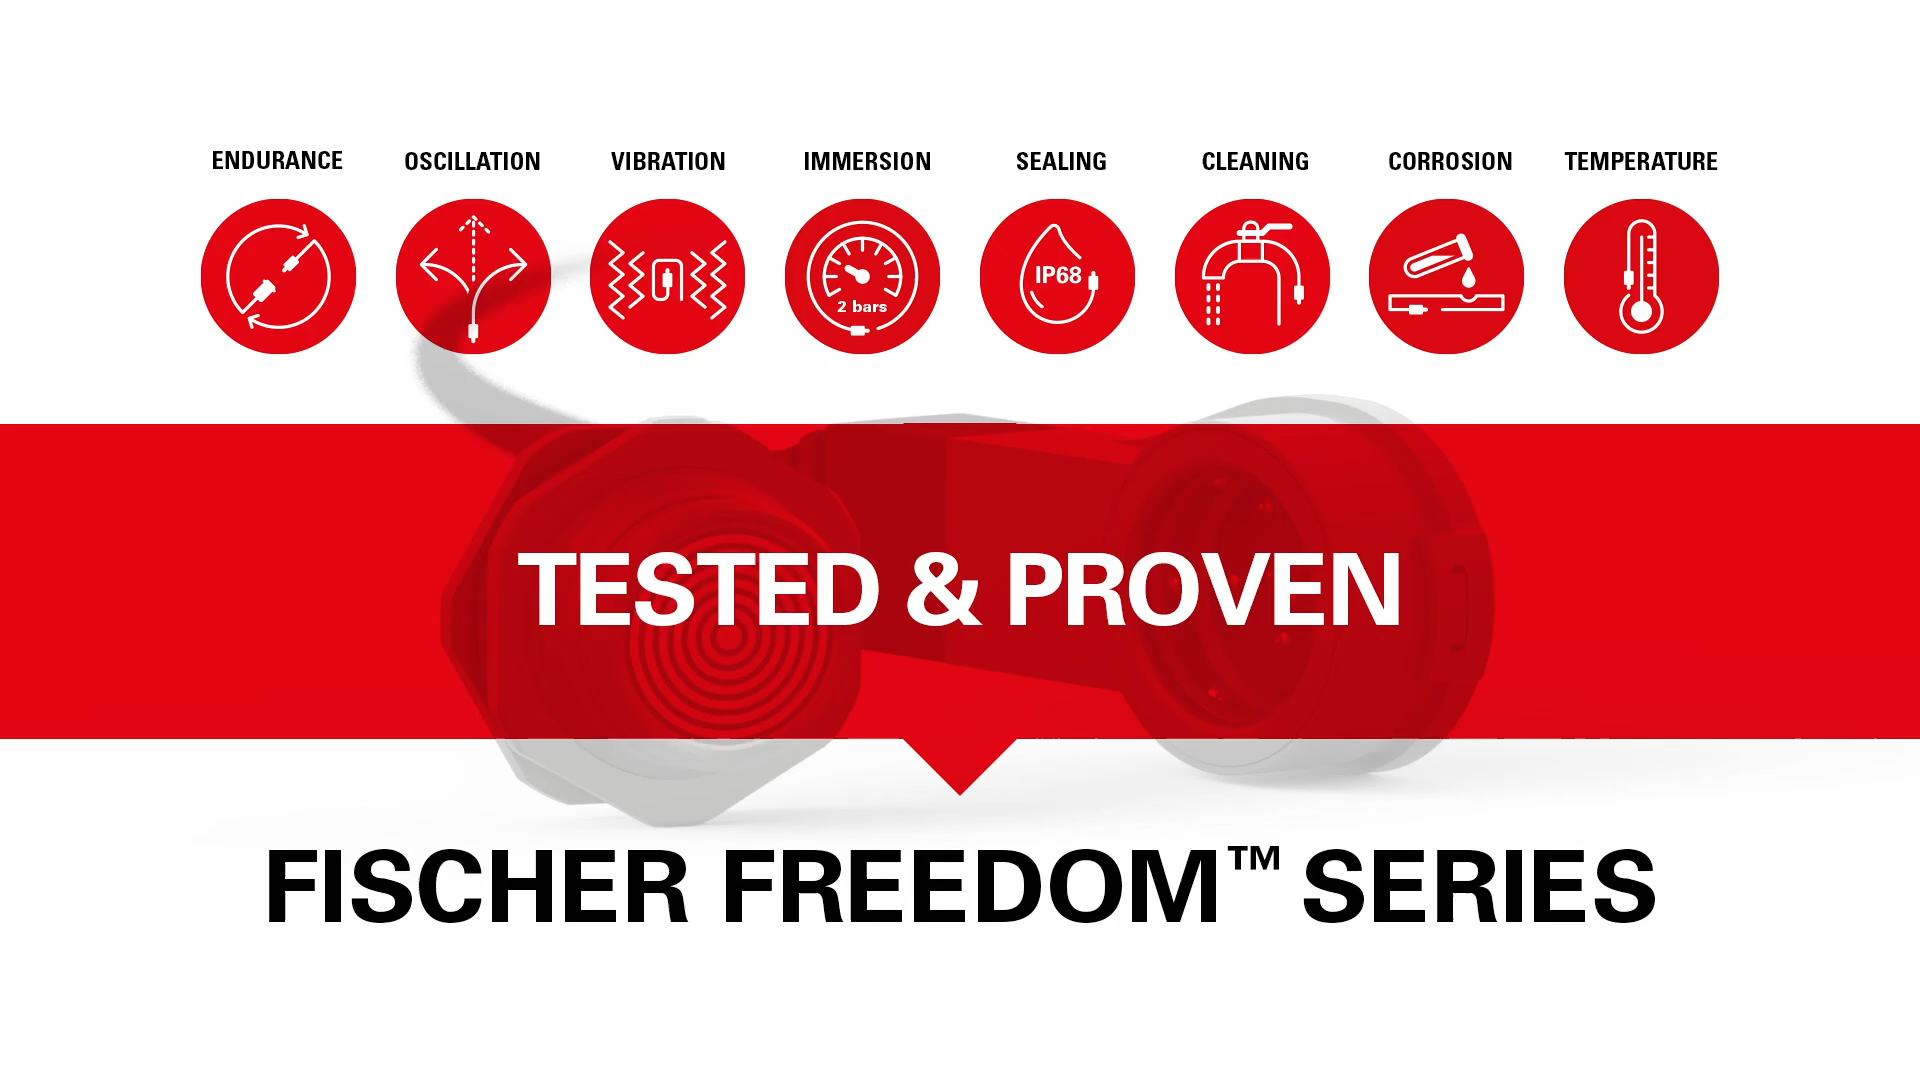 ENDURANCE OSCILLATION VIBRATION IMMERSION SEALING CLEANING CORROSION TEMPERATURE
IP68
2 bars
TESTED & PROVEN
FISCHER FREEDOM™ SERIES